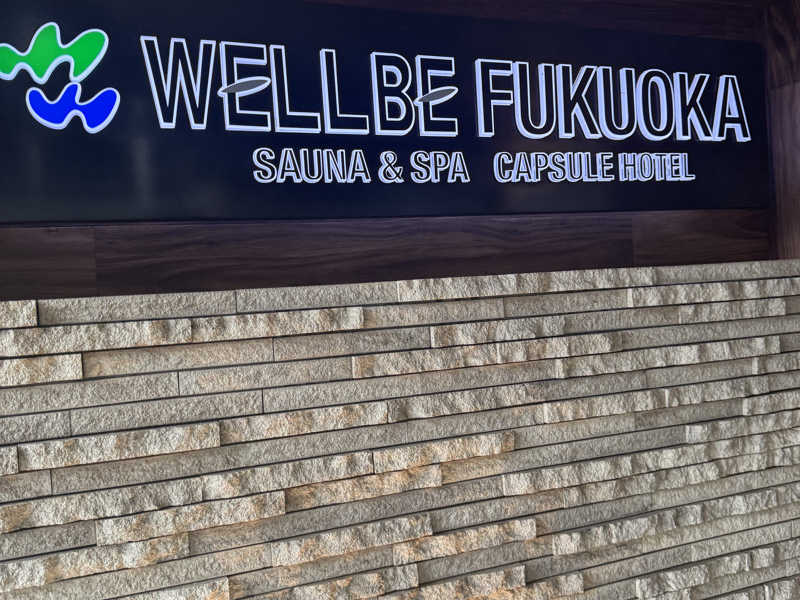 WELLBE FUKUOKA
SAUNA & SPA CAPSULE HOTEL